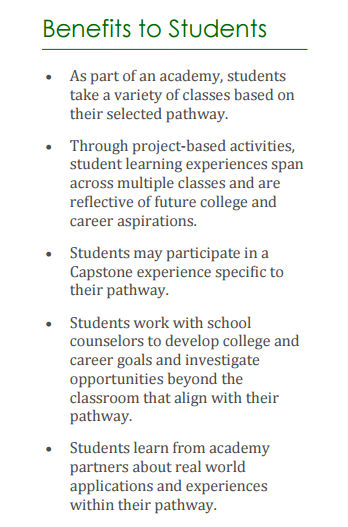 Benefits to Students
• As part of an academy, students
take a variety of classes based on
their selected pathway.
• Through project-based activities,
student learning experiences span
across multiple classes and are
reflective of future college and
career aspirations.
• Students may participate in a
Capstone experience specific to
their pathway.
• Students work with school
counselors to develop college and
career goals and investigate
opportunities beyond the
classroom that align with their
pathway.
• Students learn from academy
partners about real world
applications and experiences
within their pathway.